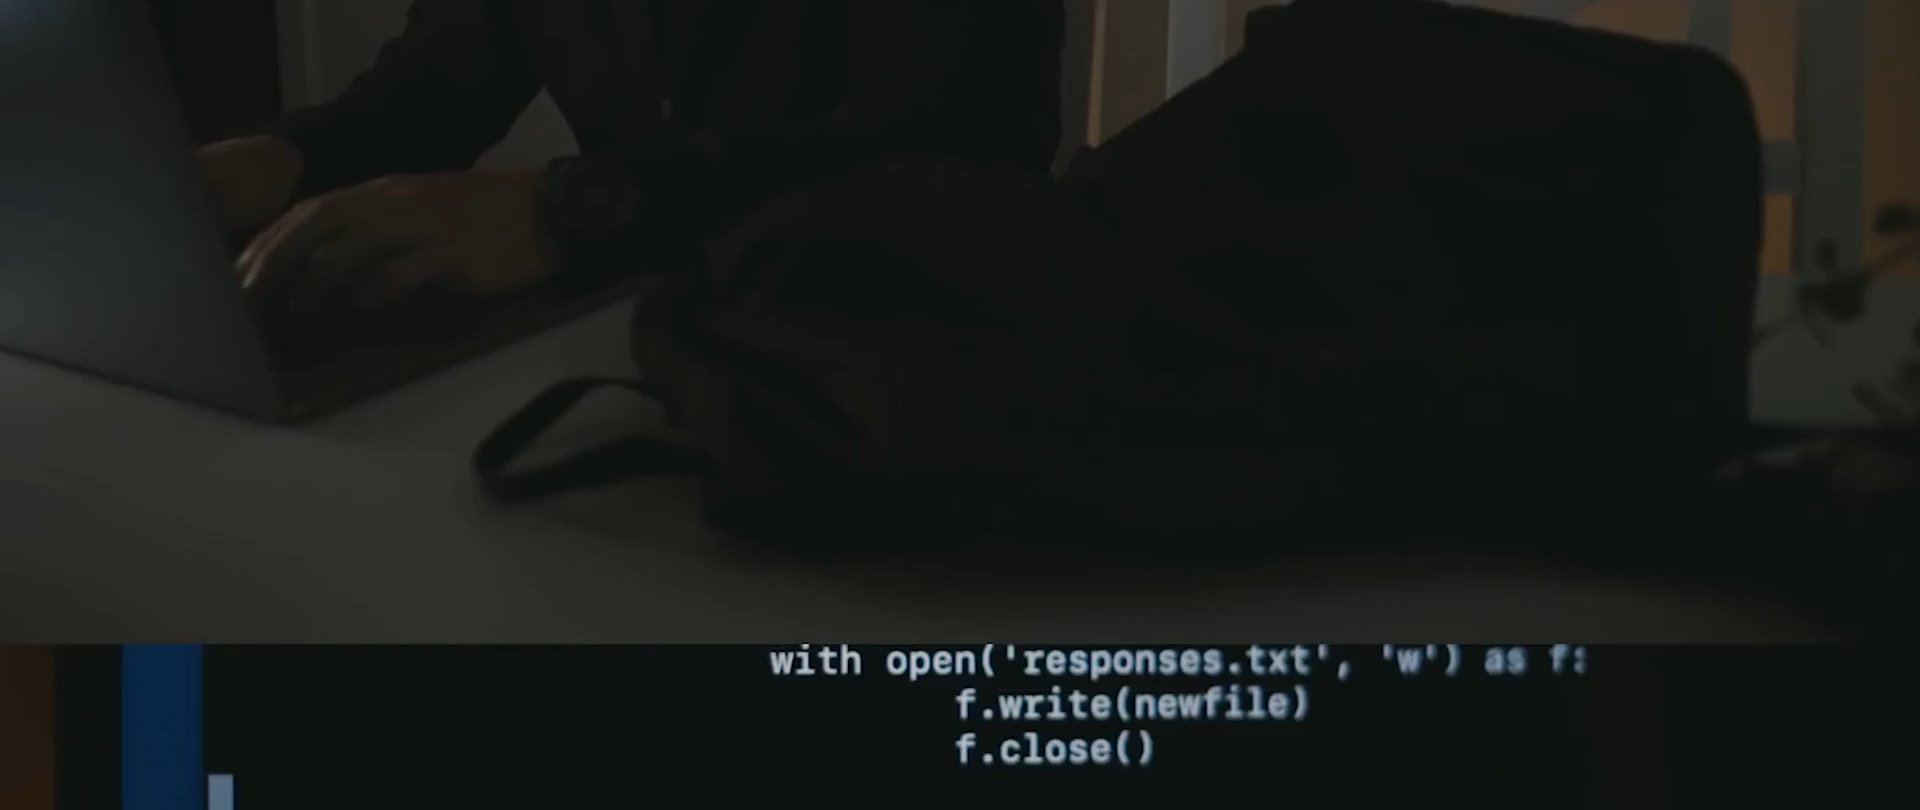 with open('responses.txt', 'w') as f:
f.write(newfile)
f.close()